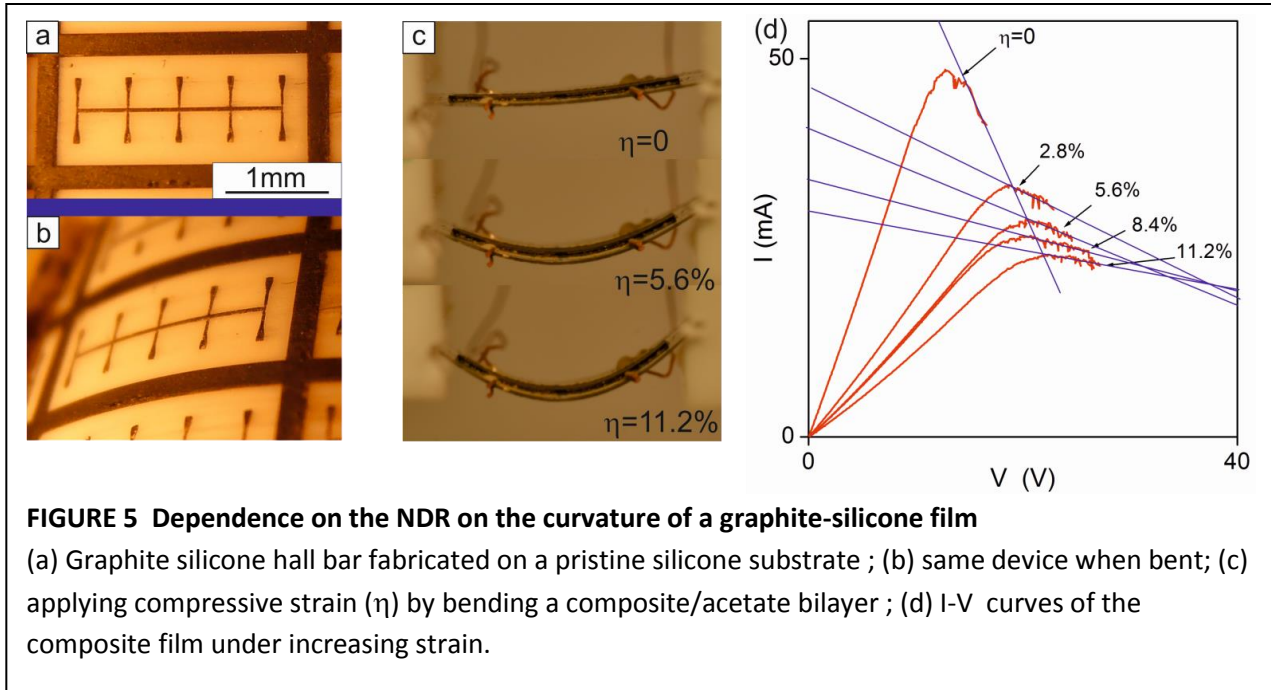 a
1mm
b
c
η=0
η=5.6%
η=11.2%
(d)
50
I (mA)
0
0
V (V)
40
η=0
2.8%
5.6%
8.4%
11.2%
FIGURE 5 Dependence on the NDR on the curvature of a graphite-silicone film
(a) Graphite silicone hall bar fabricated on a pristine silicone substrate ; (b) same device when bent; (c)
applying compressive strain (η) by bending a composite/acetate bilayer ; (d) I-V curves of the
composite film under increasing strain.